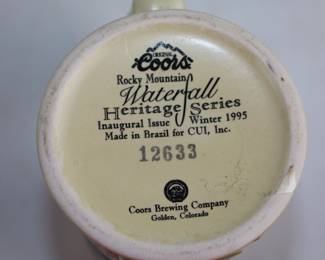 Coors
Rocky Mountain
Waterfall
Heritage Series
Inaugural Issue Winter 1995
Made in Brazil for CUI, Inc.
12633
Coors Brewing Company
Golden, Colorado